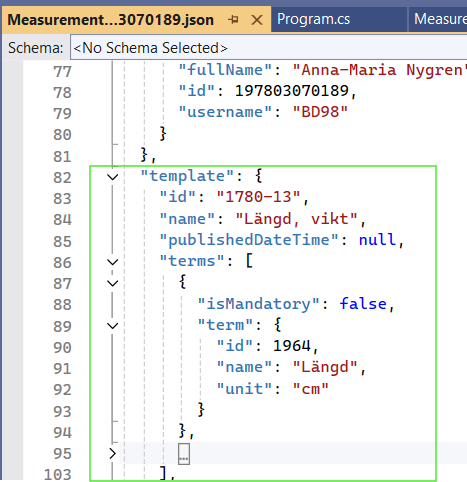 Measurement...3070189.json
Program.cs
Measure
Schema: <No Schema Selected>
77 "fullName": "Anna-Maria Nygren"
78 "id": 197803070189,
79 "username": "BD98"
80 }
81 },
82 "template": {
83 "id": "1780-13",
84 "name": "Längd, vikt",
85 "publishedDateTime": null,
86 "terms": [
87 {
88 "isMandatory": false,
89 "term": {
90 "id": 1964,
91 "name": "Längd",
92 "unit": "cm"
93 }
94 },
95 ...
103 ],